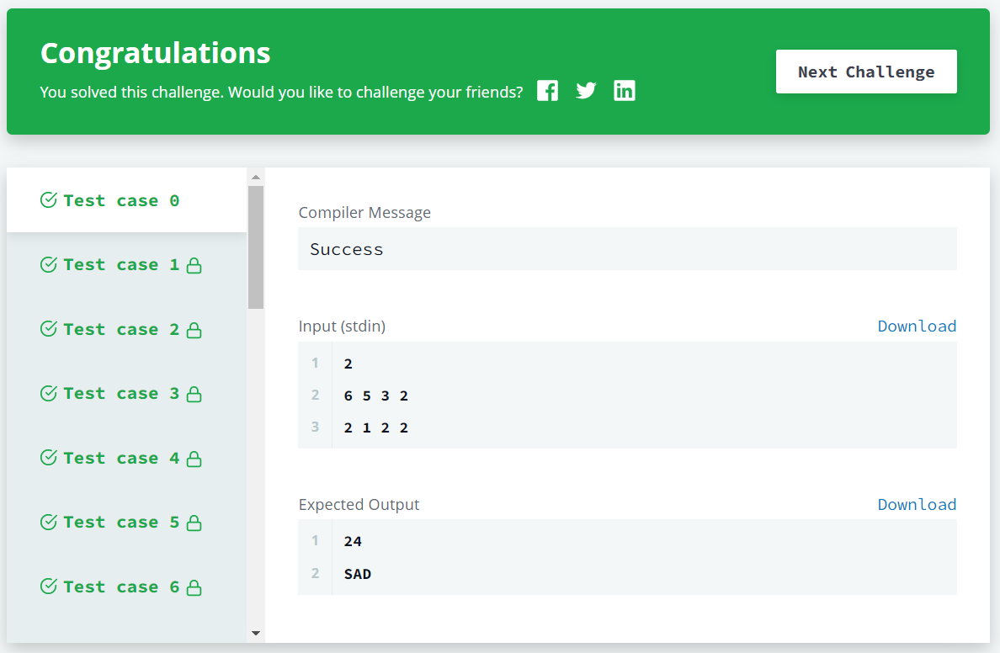 Congratulations
You solved this challenge. Would you like to challenge your friends?
Next Challenge
Test case 0
Test case 1
Test case 2
Test case 3
Test case 4
Test case 5
Test case 6
Compiler Message
Success
Input (stdin)
Download
1 2
2 6 5 3 2
3 2 1 2 2
Expected Output
Download
1 24
2 SAD